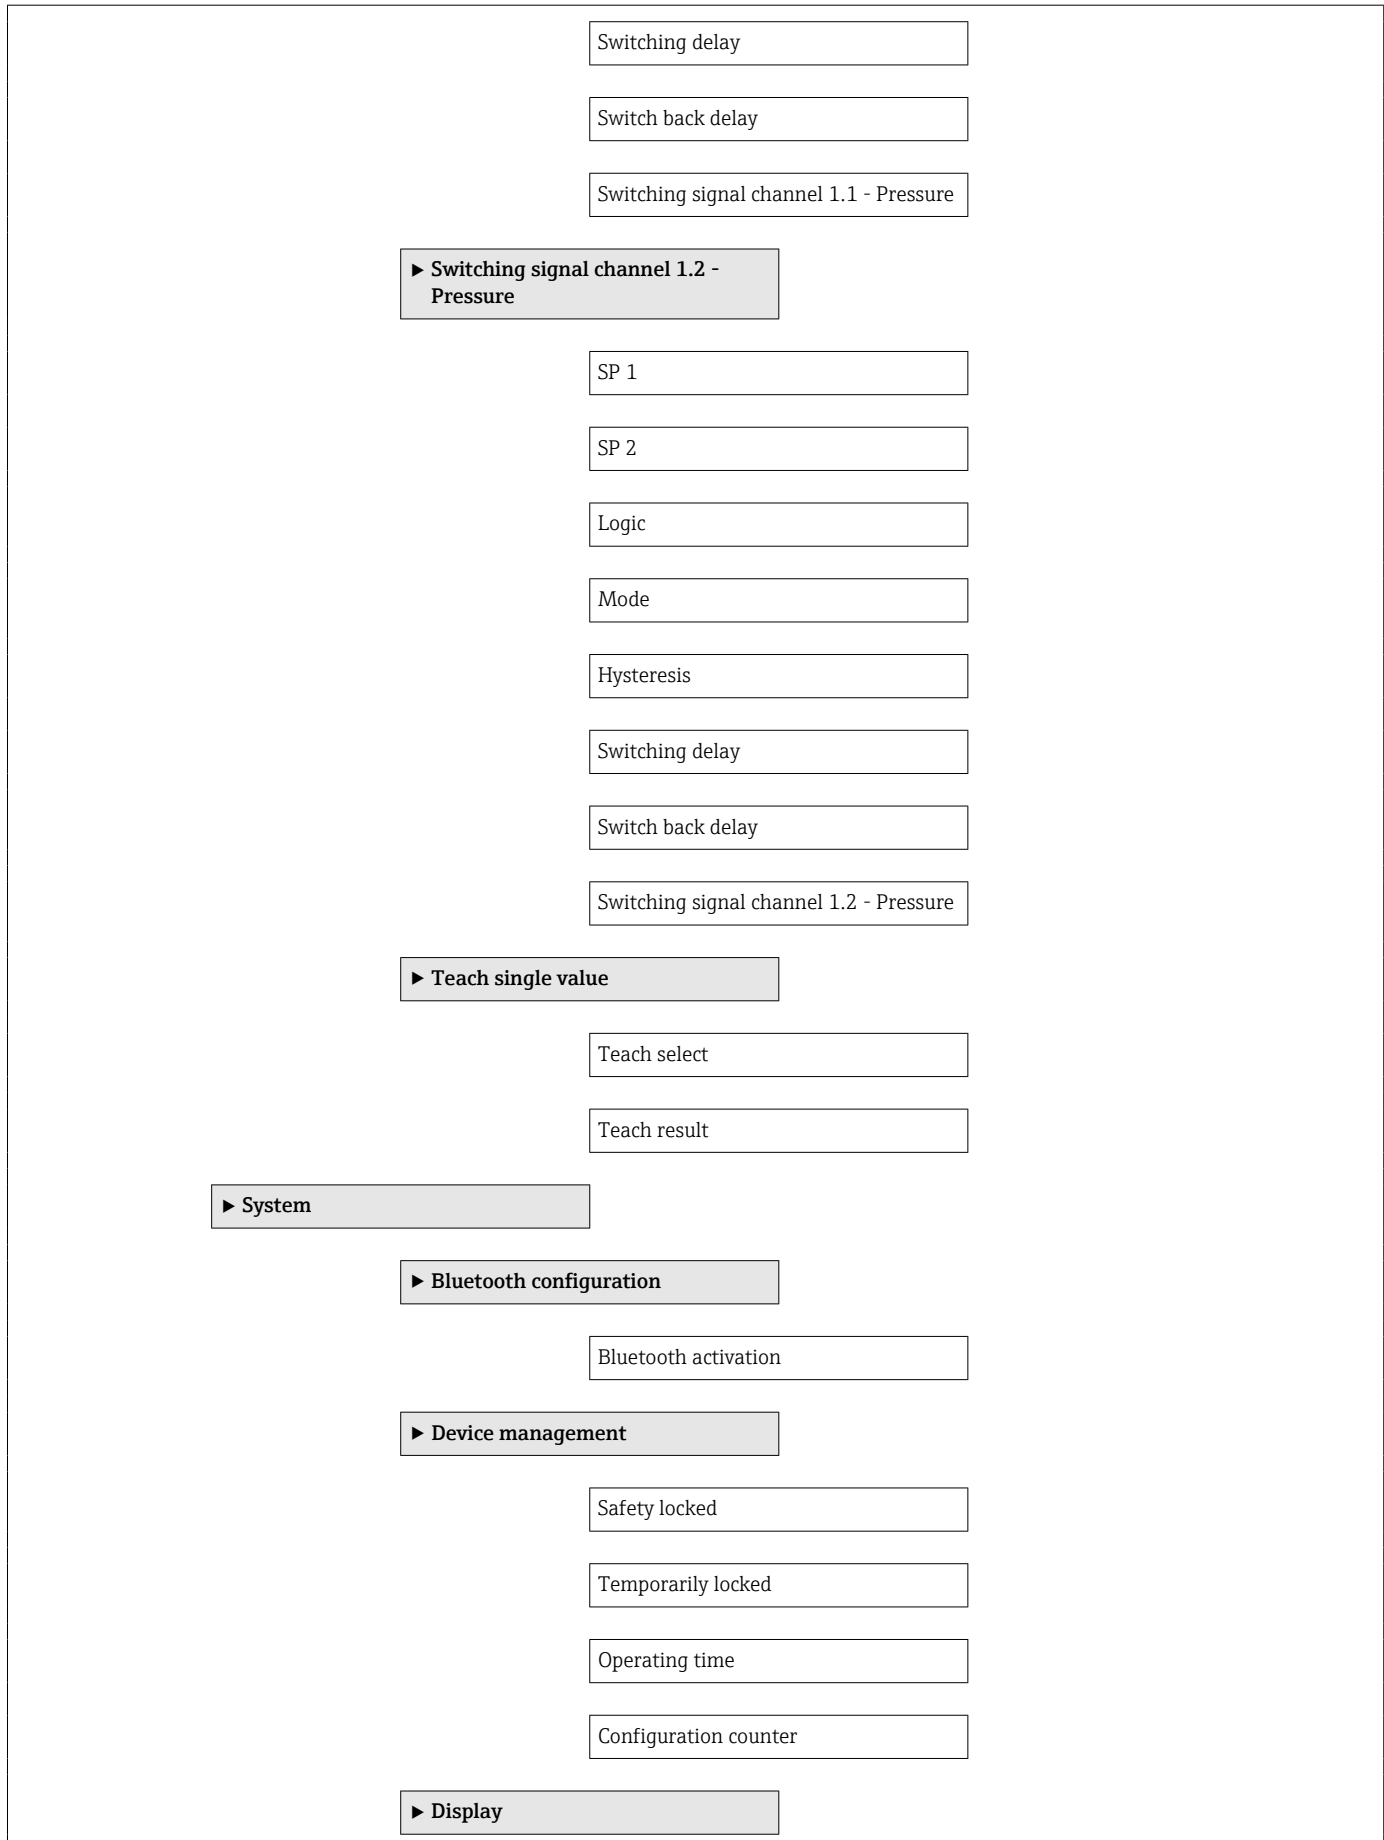 Switching delay
Switch back delay
Switching signal channel 1.1 - Pressure
▶ Switching signal channel 1.2 -
Pressure
SP 1
SP 2
Logic
Mode
Hysteresis
Switching delay
Switch back delay
Switching signal channel 1.2 - Pressure
▶ Teach single value
Teach select
Teach result
▶ System
▶ Bluetooth configuration
Bluetooth activation
▶ Device management
Safety locked
Temporarily locked
Operating time
Configuration counter
▶ Display